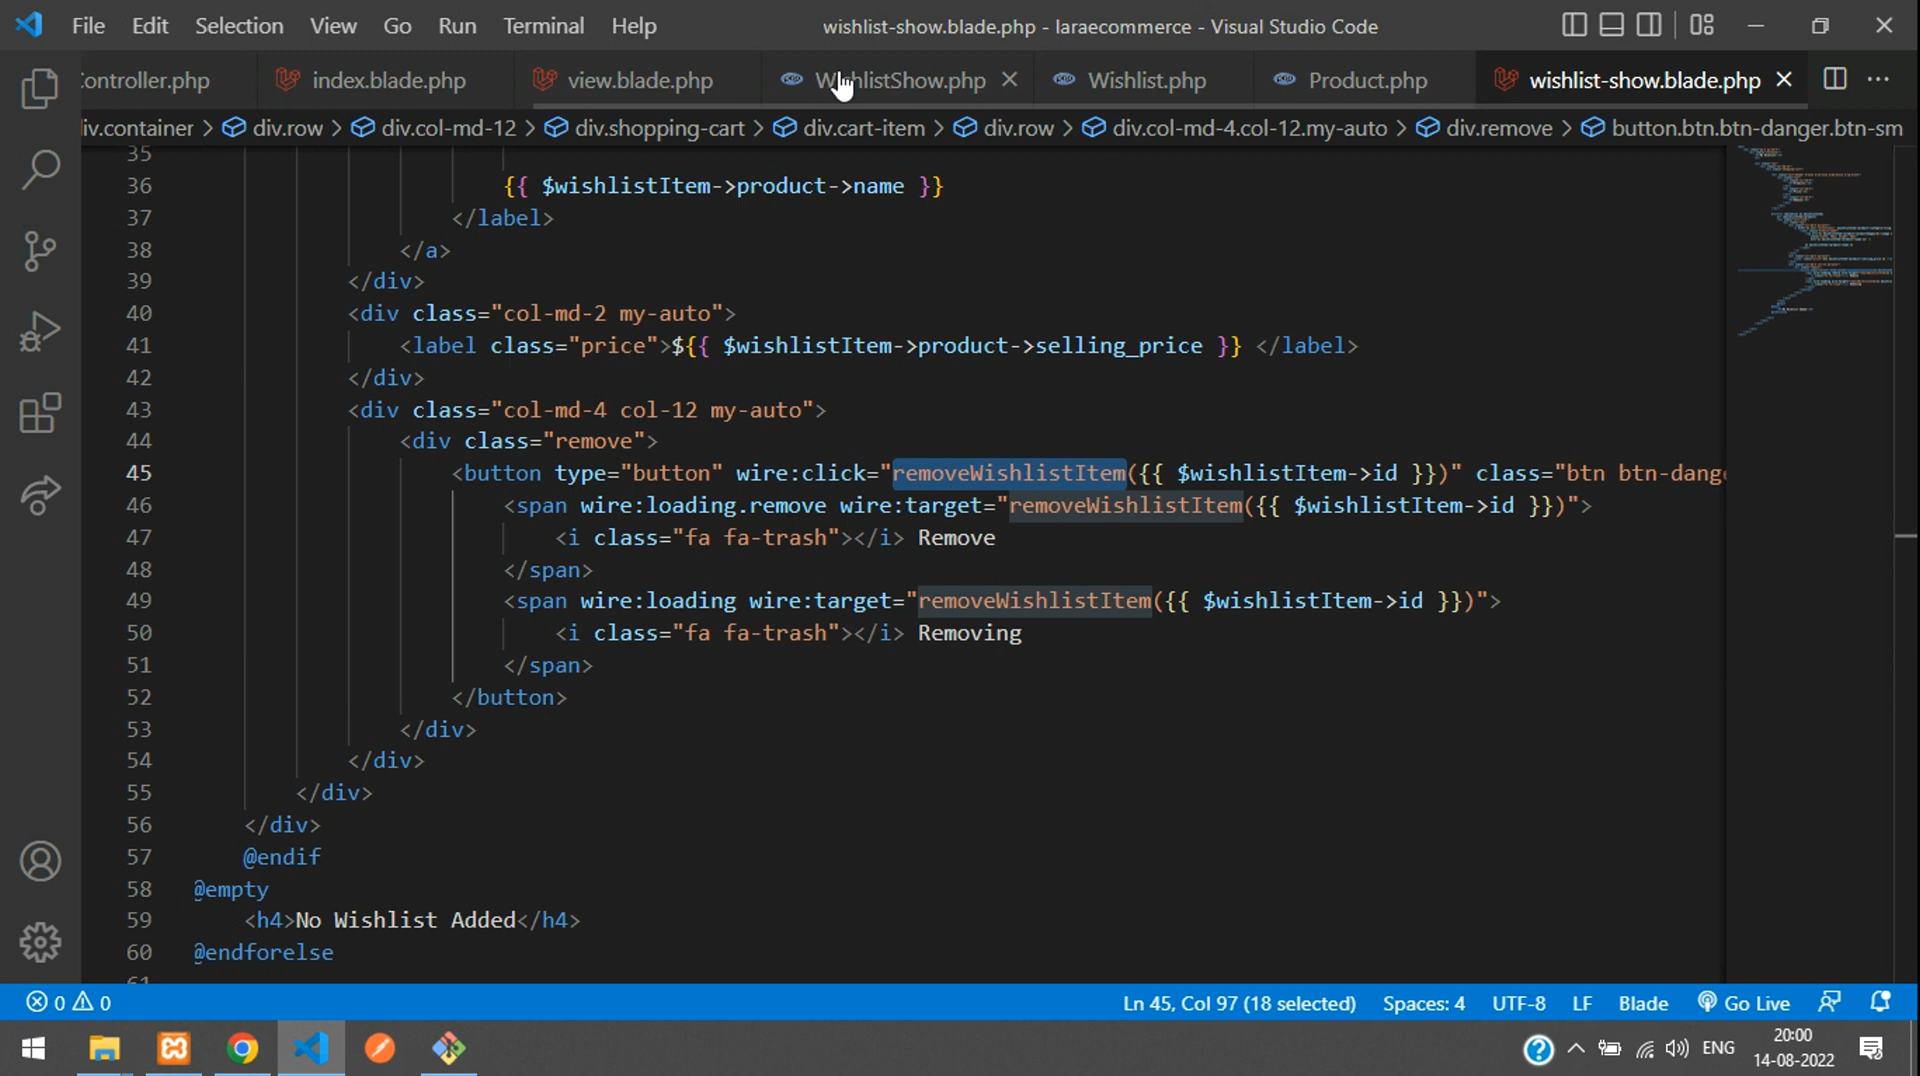 File Edit Selection View Go Run Terminal Help wishlist-show.blade.php - laraecommerce - Visual Studio Code
Controller.php index.blade.php view.blade.php WishlistShow.php Wishlist.php Product.php wishlist-show.blade.php
div.container > div.row > div.col-md-12 > div.shopping-cart > div.cart-item > div.row > div.col-md-4.col-12.my-auto > div.remove > button.btn.btn-danger.btn-sm
35
36 {{ $wishlistItem->product->name }}
37 </label>
38 </a>
39 </div>
40 <div class="col-md-2 my-auto">
41 <label class="price">${{ $wishlistItem->product->selling_price }} </label>
42 </div>
43 <div class="col-md-4 col-12 my-auto">
44 <div class="remove">
45 <button type="button" wire:click="removeWishlistItem({{ $wishlistItem->id }})" class="btn btn-dange
46 <span wire:loading.remove wire:target="removeWishlistItem({{ $wishlistItem->id }})">
47 <i class="fa fa-trash"></i> Remove
48 </span>
49 <span wire:loading wire:target="removeWishlistItem({{ $wishlistItem->id }})">
50 <i class="fa fa-trash"></i> Removing
51 </span>
52 </button>
53 </div>
54 </div>
55 </div>
56 </div>
57 @endif
58 @empty
59 <h4>No Wishlist Added</h4>
60 @endforelse
61
0 0 Ln 45, Col 97 (18 selected) Spaces: 4 UTF-8 LF Blade Go Live
ENG 20:00
14-08-2022